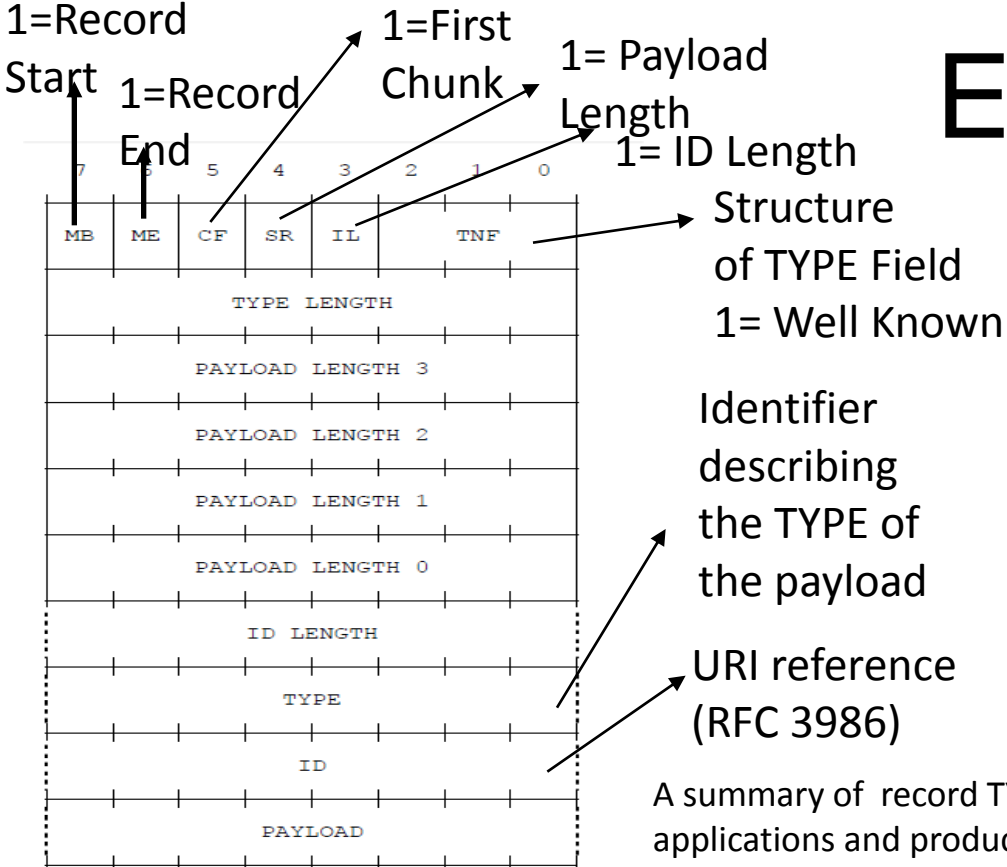 1=Record
Start
1=Record
End
1=First
Chunk
1= Payload
Length
1= ID Length
E
7 6 5 4 3 2 1 0
MB ME CF SR IL TNF
Structure
of TYPE Field
1= Well Known
TYPE LENGTH
PAYLOAD LENGTH 3
PAYLOAD LENGTH 2
PAYLOAD LENGTH 1
PAYLOAD LENGTH 0
ID LENGTH
TYPE
ID
PAYLOAD
Identifier
describing
the TYPE of
the payload
URI reference
(RFC 3986)
A summary of record
applications and